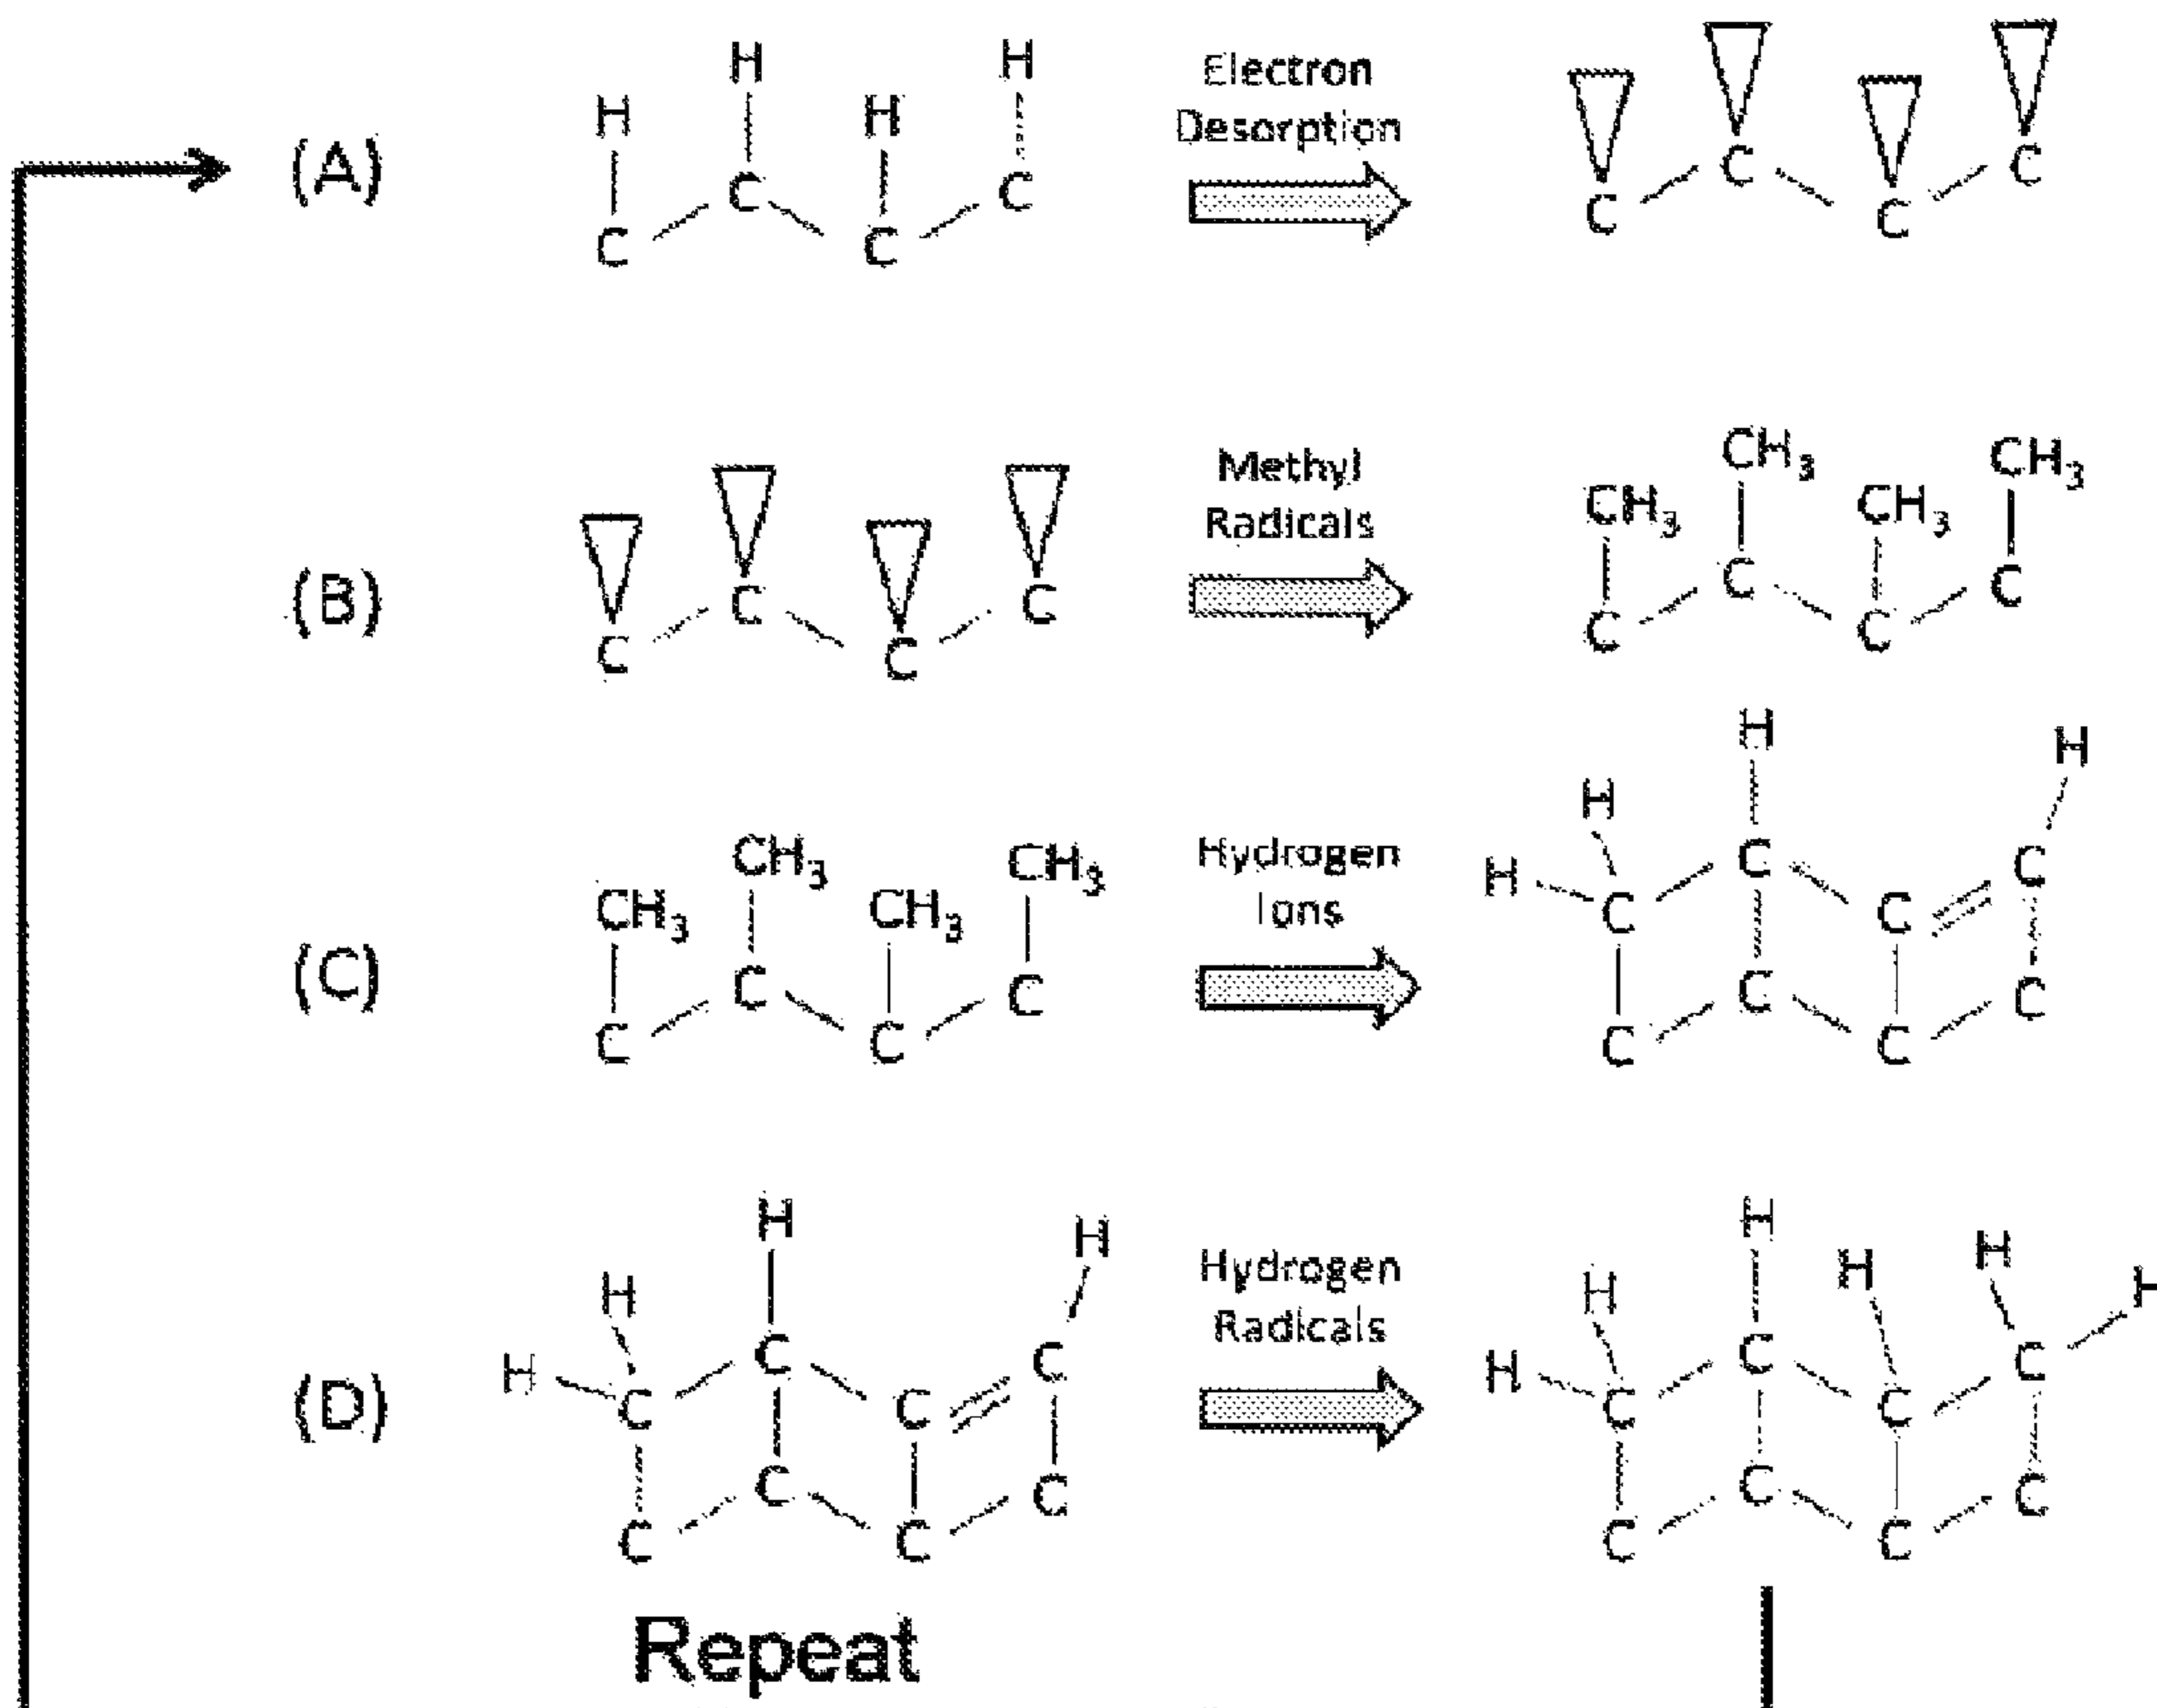 H H H H
C C C C
(A)
Electron
Desorption
C C C C
(B)
C C C C
Methyl
Radicals
CH₃ CH₃ CH₃ CH₃
C C C C
(C)
CH₃ CH₃ CH₃ CH₃
C C C C
Hydrogen
Ions
H H H H
C C C C
C C C C
(D)
H H H H
C C C C
C C C C
Hydrogen
Radicals
H H H H H H
C C C C
C C C C
Repeat